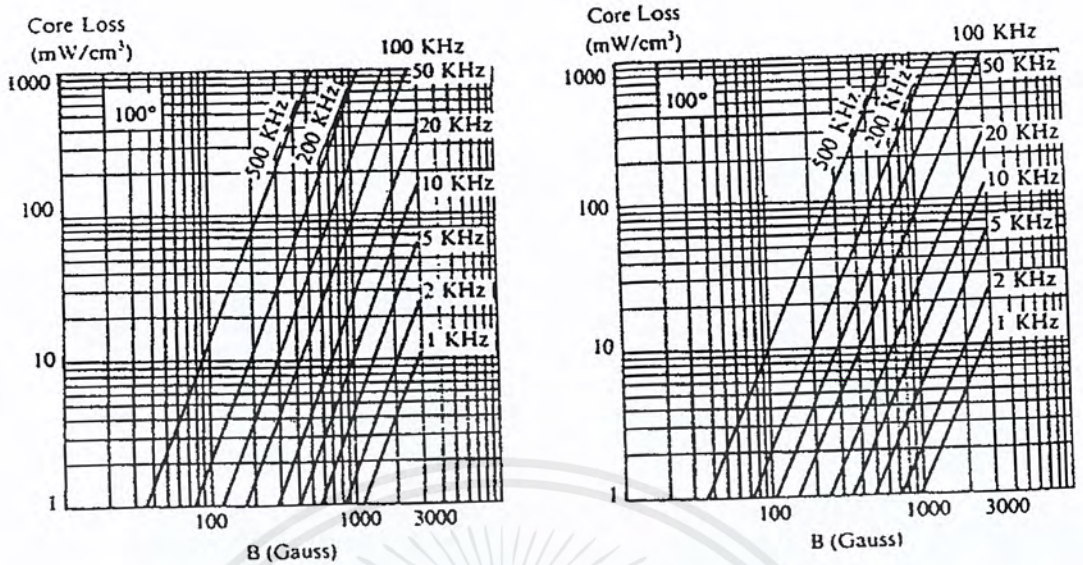 Core Loss
(mW/cm³)
100 KHz
1000
50 KHz
100°
500 KHz
200 KHz
20 KHz
10 KHz
100
5 KHz
2 KHz
1 KHz
10
1
100
1000
3000
B (Gauss)
Core Loss
(mW/cm³)
100 KHz
1000
50 KHz
100°
500 KHz
200 KHz
20 KHz
10 KHz
100
5 KHz
2 KHz
1 KHz
10
1
100
1000
3000
B (Gauss)